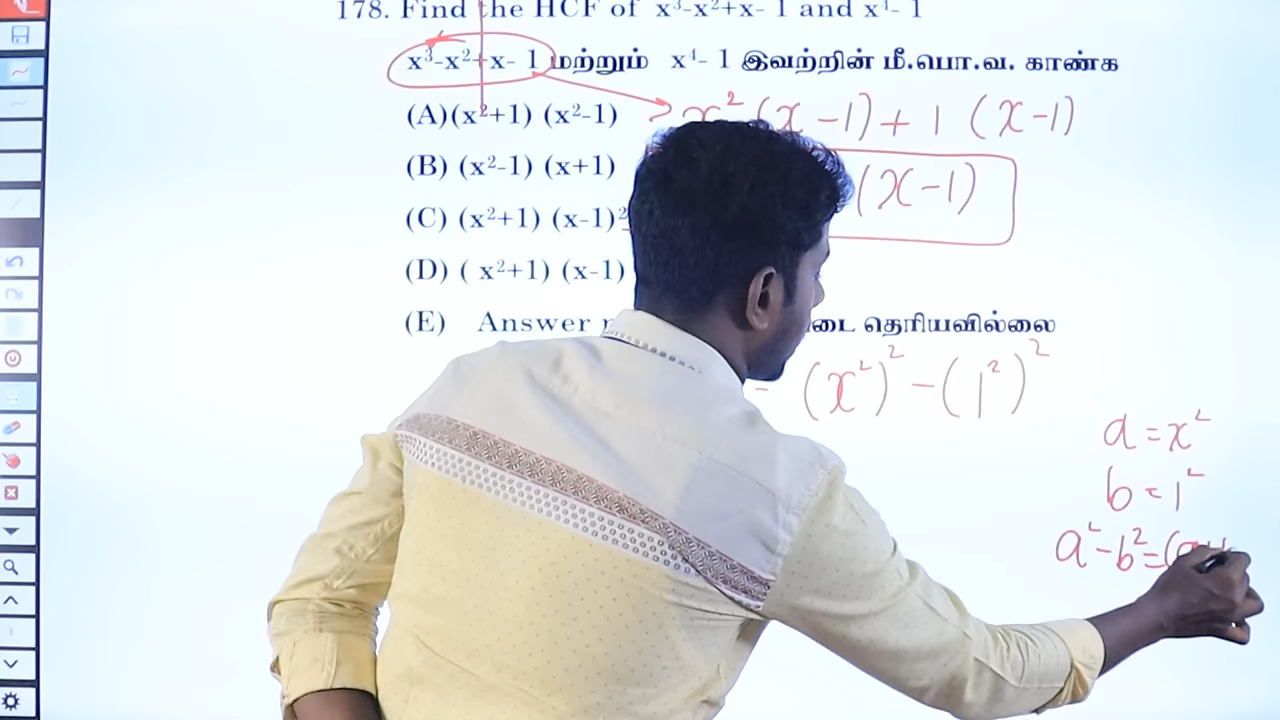 178. Find the HCF of x³-x²+x- 1 and x⁴- 1
x³-x²+x- 1 மற்றும் x⁴- 1 இவற்றின் மீ.பொ.வ. காண்க
(A)(x²+1) (x²-1)
x² (x -1) + 1 (x -1)
(B) (x²-1) (x+1)
(x-1)
(C) (x²+1) (x-1)²
(D) ( x²+1) (x-1)
(E) Answer தெரியவில்லை
- (x²)² - (1²)²
a = x²
b = 1²
a² - b² = (a+